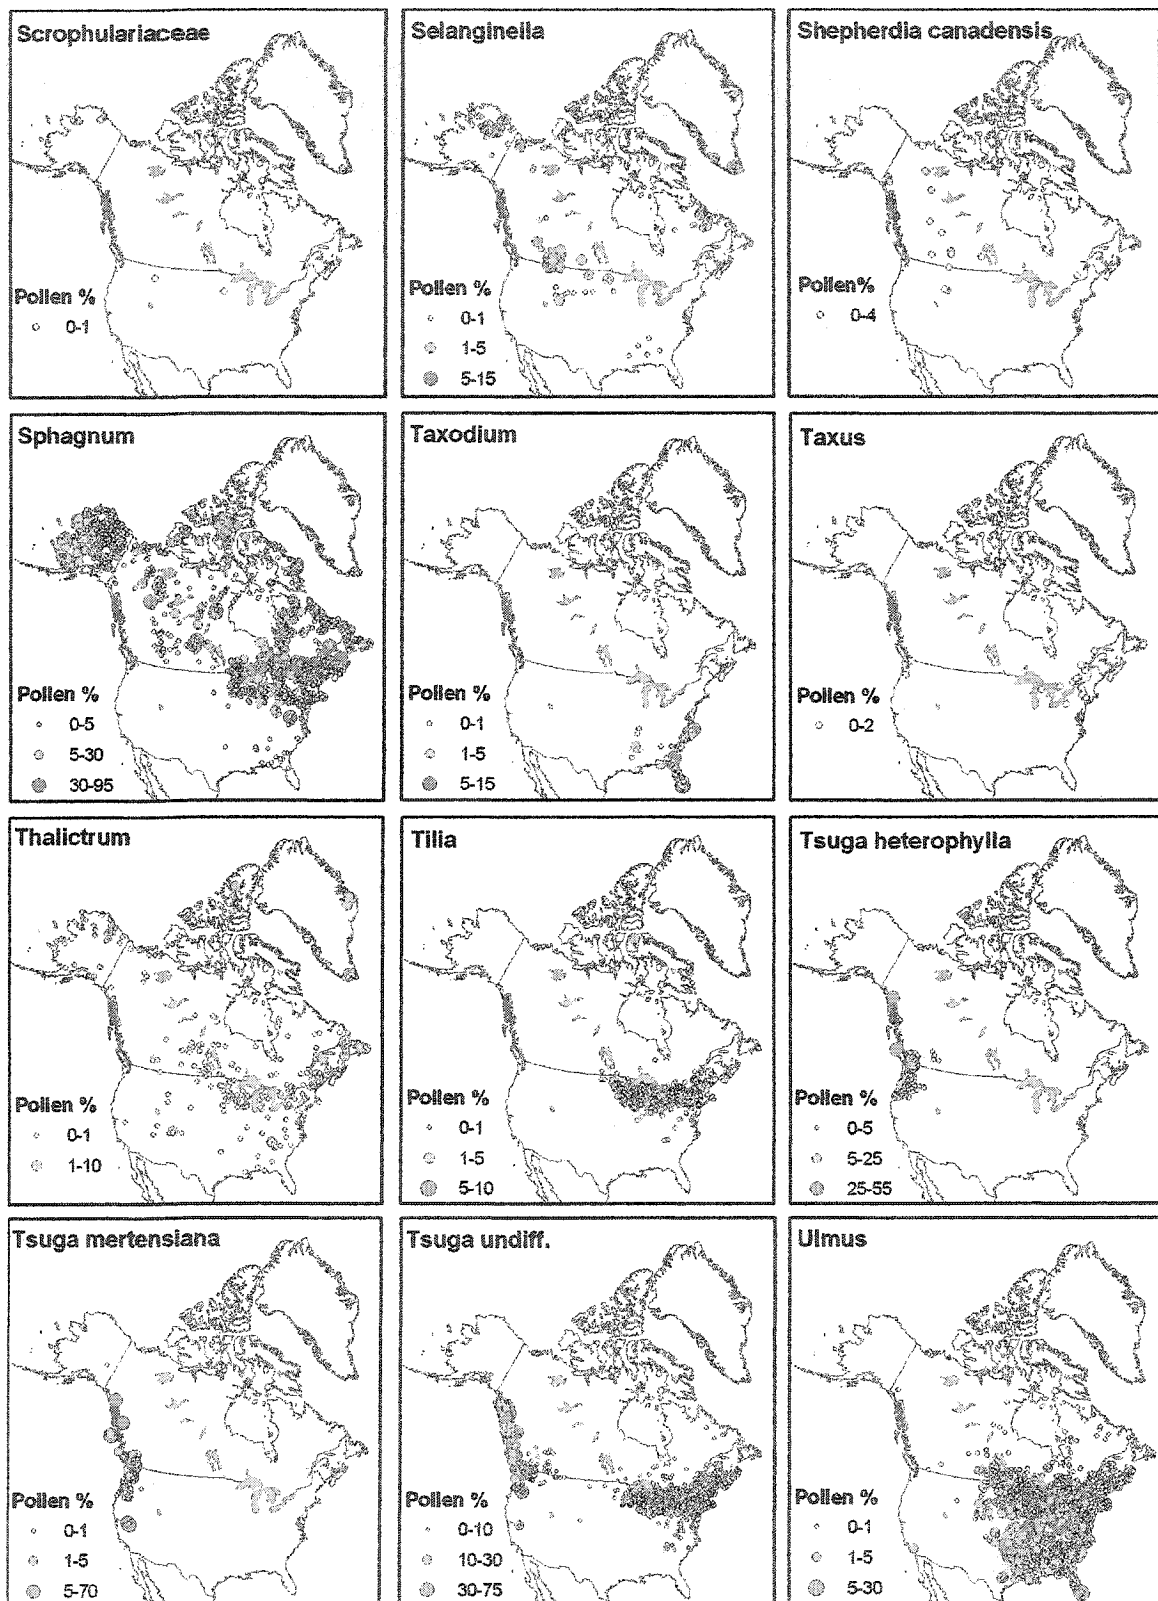 Scrophulariaceae
Pollen %
0-1
Selanginella
Pollen %
0-1
1-5
5-15
Shepherdia canadensis
Pollen%
0-4
Sphagnum
Pollen %
0-5
5-30
30-95
Taxodium
Pollen %
0-1
1-5
5-15
Taxus
Pollen %
0-2
Thalictrum
Pollen %
0-1
1-10
Tilia
Pollen %
0-1
1-5
5-10
Tsuga heterophylla
Pollen %
0-5
5-25
25-55
Tsuga mertensiana
Pollen %
0-1
1-5
5-70
Tsuga undiff.
Pollen %
0-10
10-30
30-75
Ulmus
Pollen %
0-1
1-5
5-30